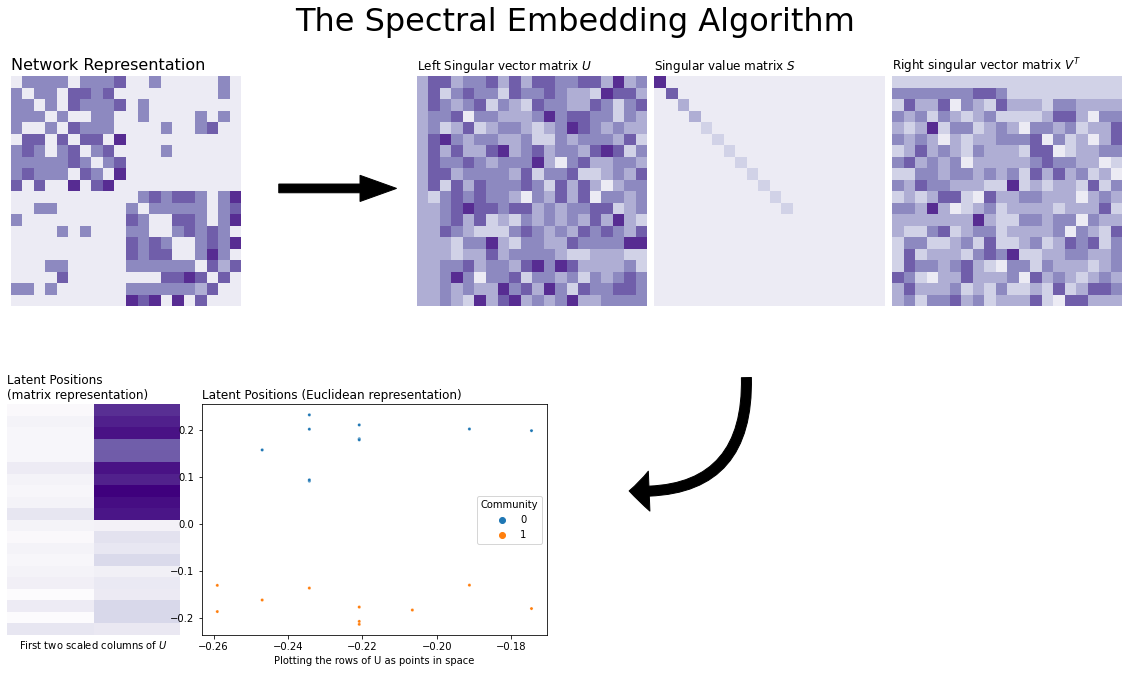 The Spectral Embedding Algorithm
Network Representation
Left Singular vector matrix U
Singular value matrix S
Right singular vector matrix V^T
Latent Positions
(matrix representation)
First two scaled columns of U
Latent Positions (Euclidean representation)
0.2
0.1
0.0
−0.1
−0.2
Community
0
1
−0.26
−0.24
−0.22
−0.20
−0.18
Plotting the rows of U as points in space